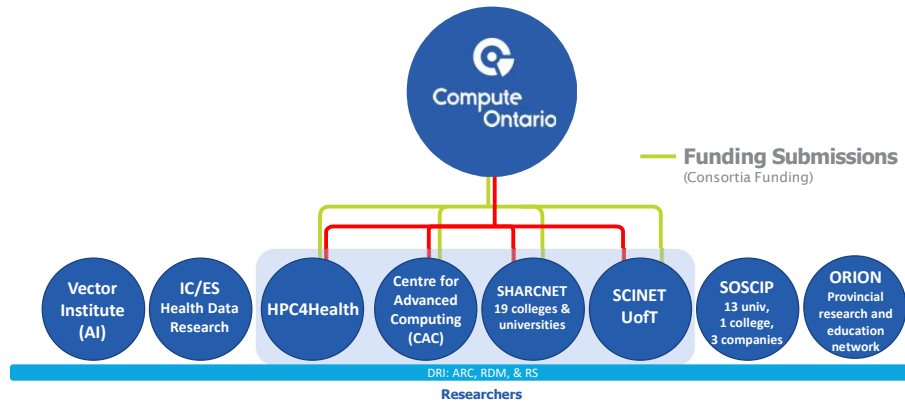 Compute
Ontario
Funding Submissions
(Consortia Funding)
Vector
Institute
(AI)
IC/ES
Health Data
Research
HPC4Health
Centre for
Advanced
Computing
(CAC)
SHARCNET
19 colleges &
universities
SCINET
UofT
SOSCIP
13 univ,
1 college,
3 companies
ORION
Provincial
research and
education
network
DRI: ARC, RDM, & RS
Researchers